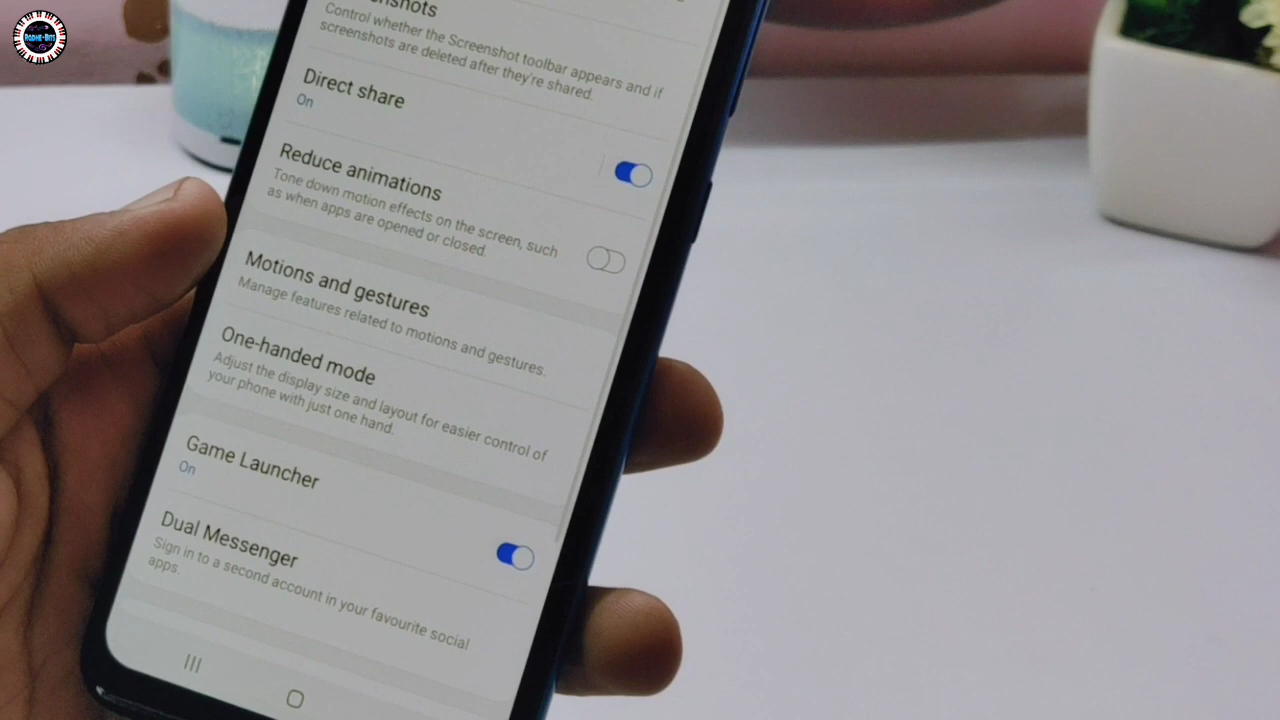 PADHE-BITS
Control whether the Screenshot toolbar appears and if
screenshots are deleted after they're shared.
Direct share
On
Reduce animations
Tone down motion effects on the screen, such
as when apps are opened or closed.
Motions and gestures
Manage features related to motions and gestures.
One-handed mode
Adjust the display size and layout for easier control of
your phone with just one hand.
Game Launcher
On
Dual Messenger
Sign in to a second account in your favourite social
apps.